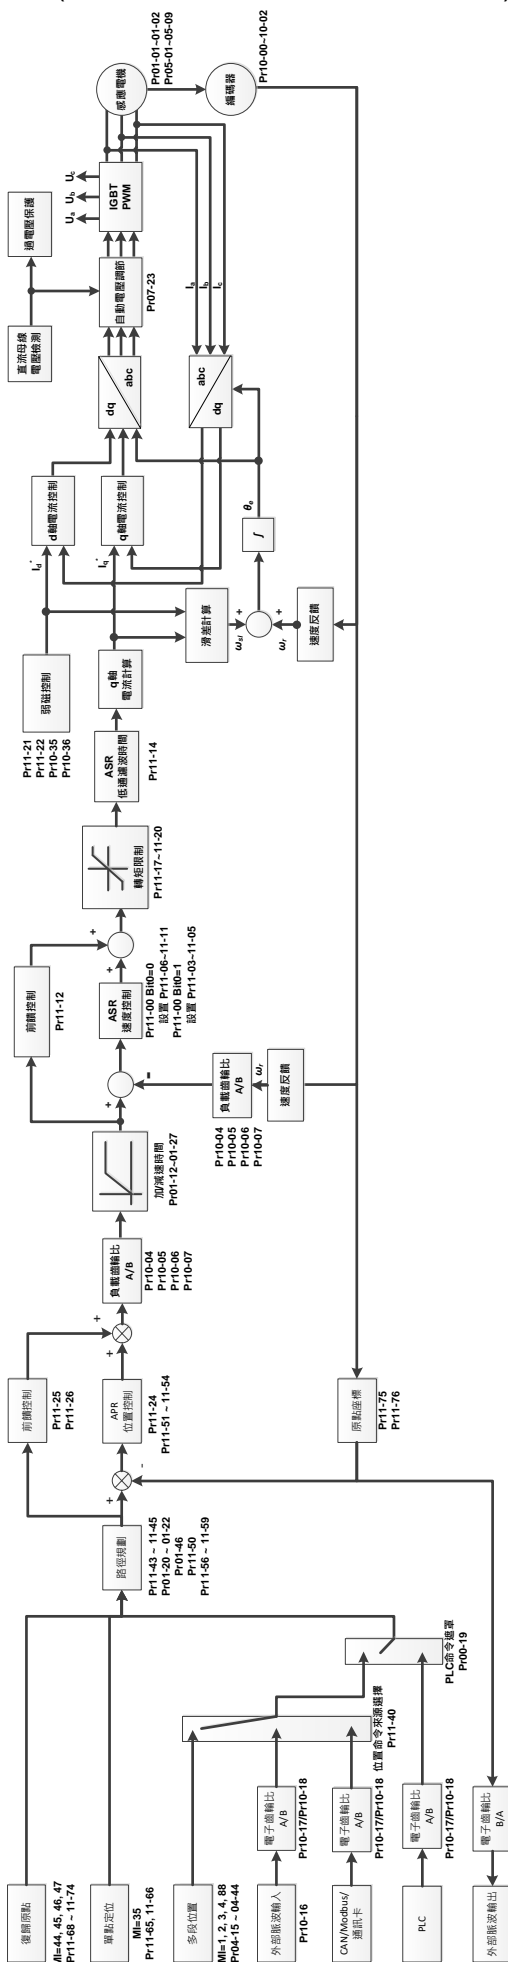 復歸原點
MI=44, 45, 46, 47
Pr11-68 ~ 11-74
單點定位
MI=35
Pr11-65, 11-66
多段位置
MI=1, 2, 3, 4, 88
Pr04-15 ~ 04-44
外部脈波輸入
Pr10-16
CAN/Modbus/
通訊卡
PLC
外部脈波輸出
電子齒輪比
A/B
Pr10-17/Pr10-18
電子齒輪比
A/B
Pr10-17/Pr10-18
電子齒輪比
A/B
Pr10-17/Pr10-18
電子齒輪比
B/A
位置命令來源選擇
Pr11-40
PLC命令遮罩
Pr00-19
路徑規劃
Pr11-43 ~ 11-45
Pr01-20 ~ 01-22
Pr01-46
Pr11-50
Pr11-56 ~ 11-59
+
-
前饋控制
Pr11-25
Pr11-26
APR
位置控制
Pr11-24
Pr11-51 ~ 11-54
原點座標
Pr11-75
Pr11-76
+
+
負載齒輪比
A/B
Pr10-04
Pr10-05
Pr10-06
Pr10-07
加/減速時間
Pr01-12~01-27
+
-
負載齒輪比
A/B
Pr10-04
Pr10-05
Pr10-06
Pr10-07
ωr
速度反饋
前饋控制
Pr11-12
ASR
速度控制
Pr11-00 Bit0=0
設置 Pr11-06~11-11
Pr11-00 Bit0=1
設置 Pr11-03~11-05
+
+
轉矩限制
Pr11-17~11-20
ASR
低通濾波時間
Pr11-14
q軸
電流計算
弱磁控制
Pr11-21
Pr11-22
Pr10-35
Pr10-36
滑差計算
ωsl
+
ωr
+
速度反饋
∫
θe
Id*
Iq*
d軸電流控制
q軸電流控制
dq
abc
abc
dq
Ia
Ib
Ic
直流母線
電壓檢測
過電壓保護
自動電壓調節
Pr07-23
IGBT
PWM
Ua
Ub
Uc
感應電機
Pr01-01~01-02
Pr05-01~05-09
編碼器
Pr10-00~10-02